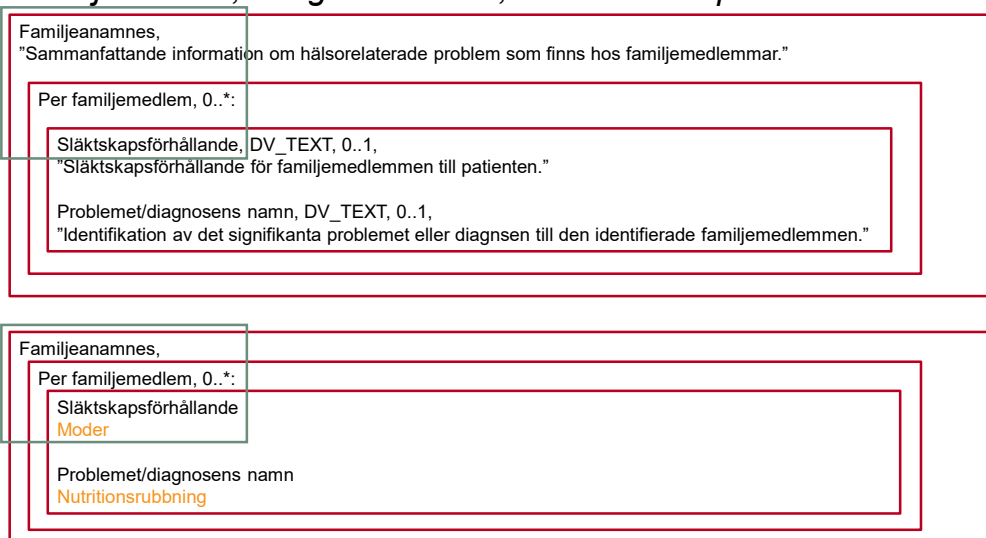 Familjeanamnes,
”Sammanfattande information om hälsorelaterade problem som finns hos familjemedlemmar.”
Per familjemedlem, 0..*:
Släktskapsförhållande, DV_TEXT, 0..1,
”Släktskapsförhållande för familjemedlemmen till patienten.”
Problemet/diagnosens namn, DV_TEXT, 0..1,
”Identifikation av det signifikanta problemet eller diagnsen till den identifierade familjemedlemmen.”
Familjeanamnes,
Per familjemedlem, 0..*:
Släktskapsförhållande
Moder
Problemet/diagnosens namn
Nutritionsrubbning